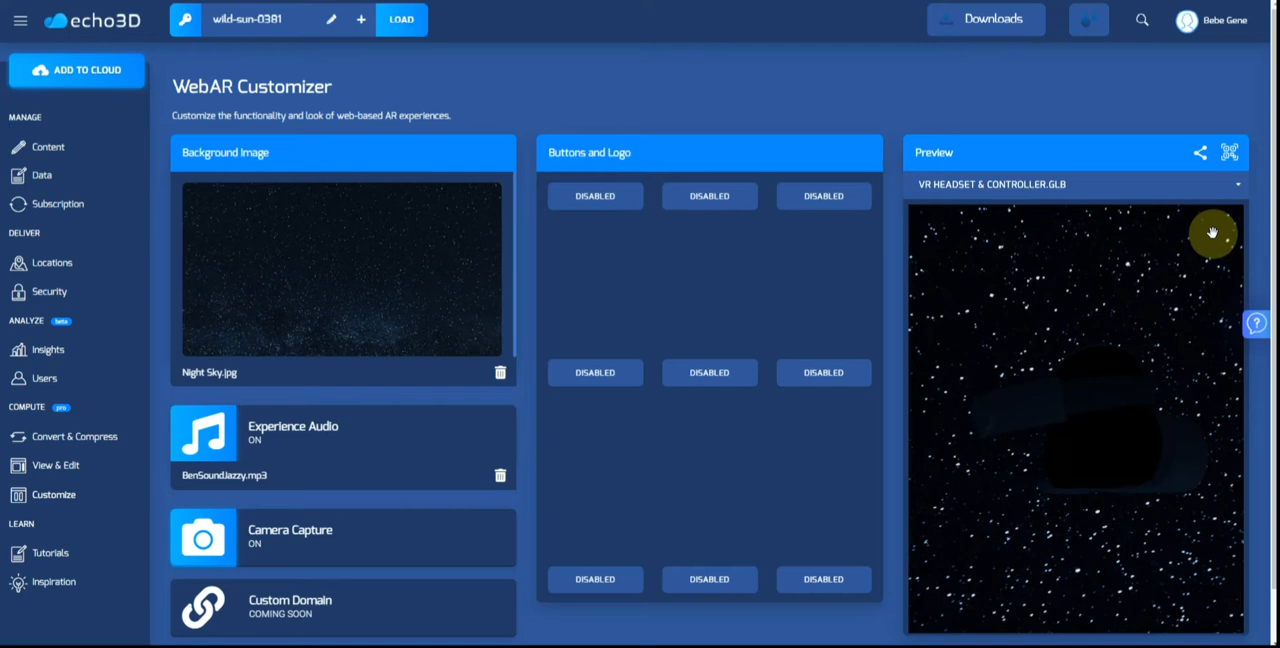 echo3D
wild-sun-0381
LOAD
Downloads
Bebe Gene
ADD TO CLOUD
MANAGE
Content
Data
Subscription
DELIVER
Locations
Security
ANALYZE beta
Insights
Users
COMPUTE pro
Convert & Compress
View & Edit
Customize
LEARN
Tutorials
Inspiration
WebAR Customizer
Customize the functionality and look of web-based AR experiences.
Background Image
Night Sky.jpg
Experience Audio
ON
BenSoundJazzy.mp3
Camera Capture
ON
Custom Domain
COMING SOON
Buttons and Logo
DISABLED DISABLED DISABLED
DISABLED DISABLED DISABLED
DISABLED DISABLED DISABLED
Preview
VR HEADSET & CONTROLLER.GLB